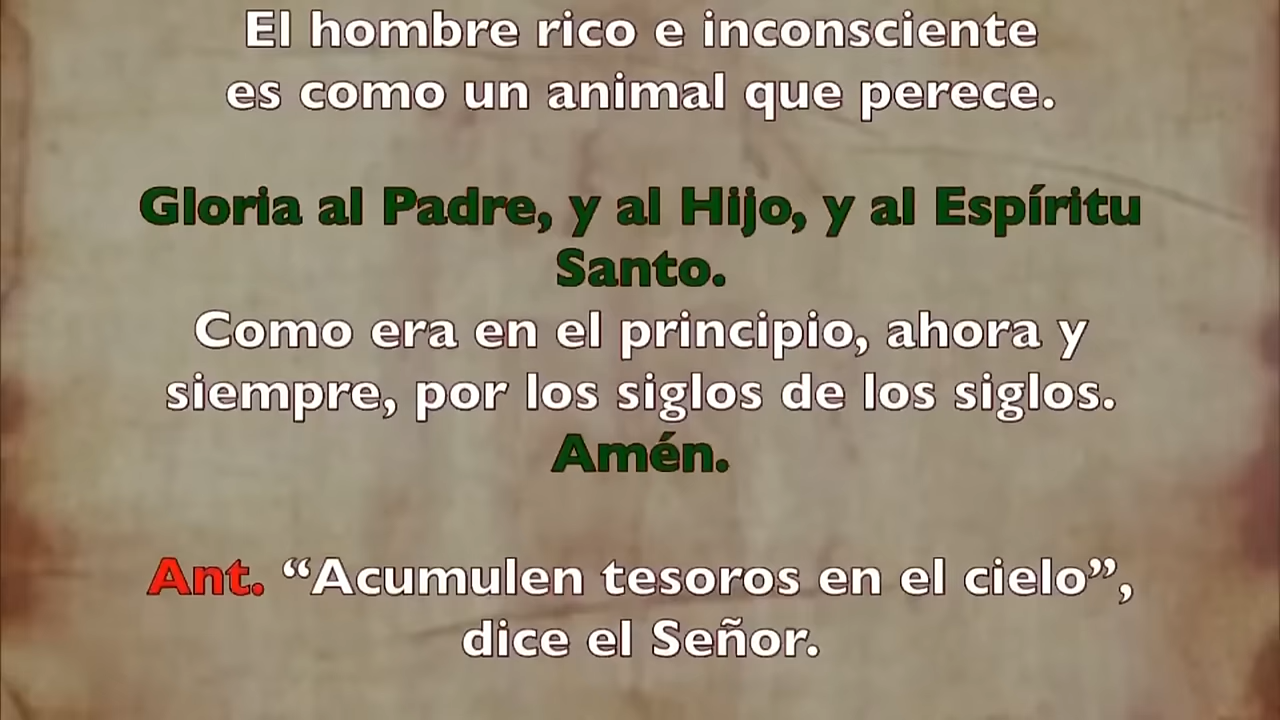 El hombre rico e inconsciente
es como un animal que perece.
Gloria al Padre, y al Hijo, y al Espíritu
Santo.
Como era en el principio, ahora y
siempre, por los siglos de los siglos.
Amén.
Ant. “Acumulen tesoros en el cielo”,
dice el Señor.